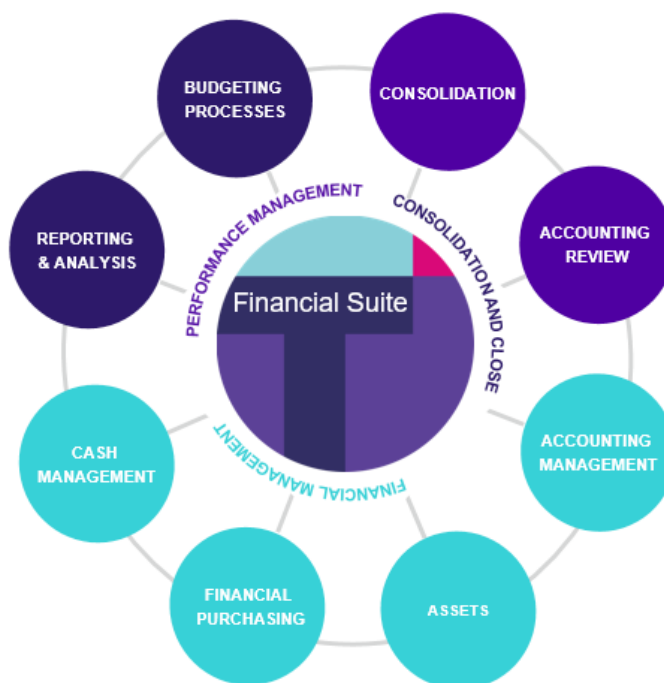 BUDGETING
PROCESSES
CONSOLIDATION
REPORTING
& ANALYSIS
ACCOUNTING
REVIEW
PERFORMANCE MANAGEMENT
CONSOLIDATION AND CLOSE
Financial Suite
FINANCIAL MANAGEMENT
CASH
MANAGEMENT
ACCOUNTING
MANAGEMENT
FINANCIAL
PURCHASING
ASSETS